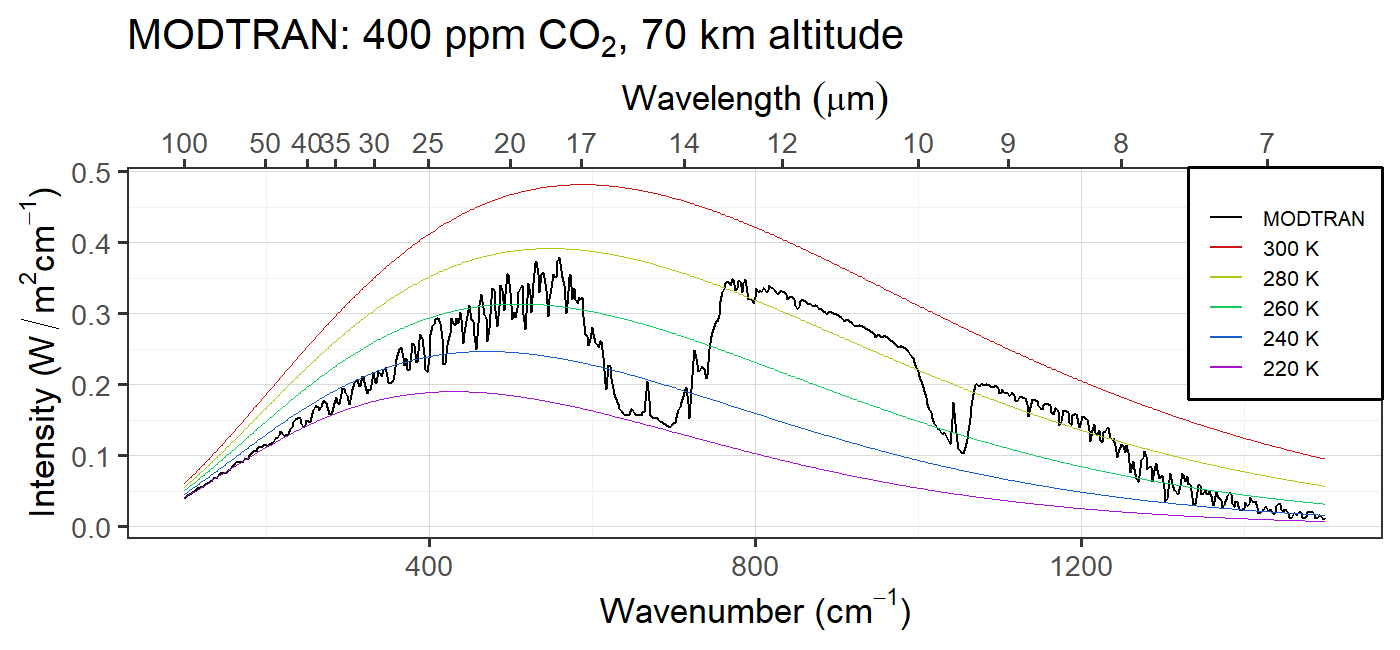 MODTRAN: 400 ppm CO₂, 70 km altitude
Wavelength (μm)
100 50 40 35 30 25 20 17 14 12 10 9 8 7
Intensity (W / m² cm⁻¹)
0.5
0.4
0.3
0.2
0.1
0.0
MODTRAN
300 K
280 K
260 K
240 K
220 K
400 800 1200
Wavenumber (cm⁻¹)